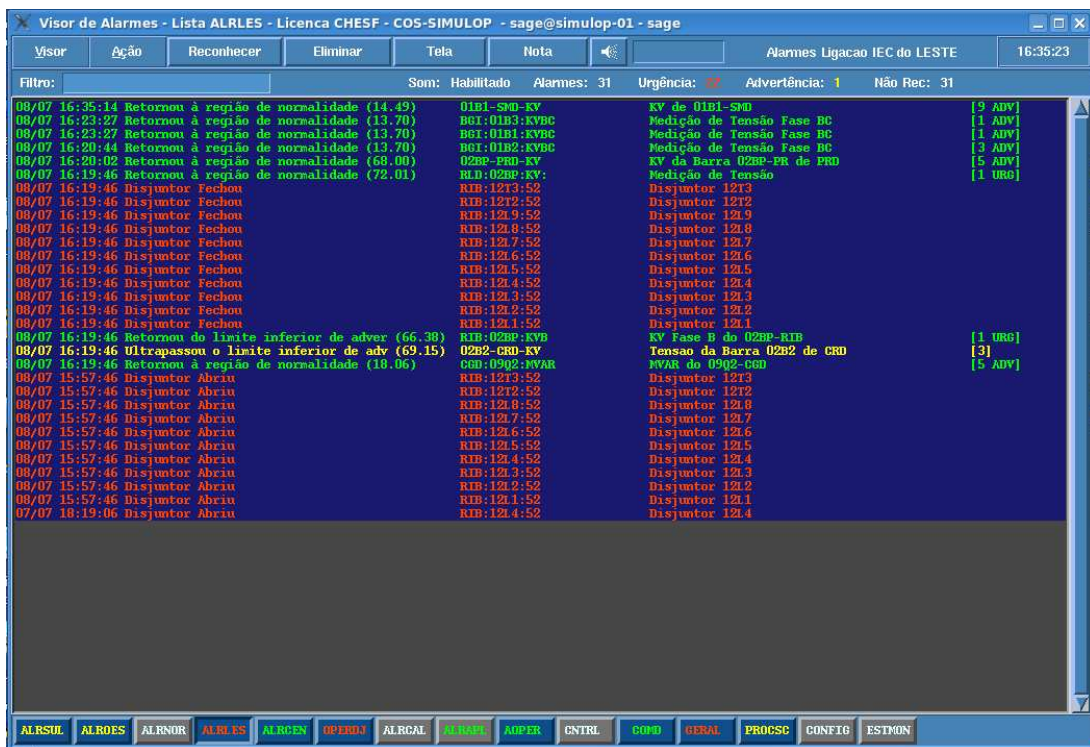 Visor de Alarmes - Lista ALRLES - Licenca CHESF - COS-SIMULOP - sage@simulop-01 - sage
Visor Ação Reconhecer Eliminar Tela Nota Alarmes Ligacao IEC do LESTE 16:35:23
Filtro: Som: Habilitado Alarmes: 31 Urgência: 22 Advertência: 1 Não Rec: 31
08/07 16:35:14 Retornou à região de normalidade (14.49) 01B1-SMD-KV KV de 01B1-SMD [9 ADV]
08/07 16:23:27 Retornou à região de normalidade (13.70) BGI:01B3:KVBC Medição de Tensão Fase BC [1 ADV]
08/07 16:23:27 Retornou à região de normalidade (13.70) BGI:01B1:KVBC Medição de Tensão Fase BC [1 ADV]
08/07 16:20:44 Retornou à região de normalidade (13.70) BGI:01B2:KVBC Medição de Tensão Fase BC [3 ADV]
08/07 16:20:02 Retornou à região de normalidade (68.00) 02BP-PRD-KV KV da Barra 02BP-PR de PRD [5 ADV]
08/07 16:19:46 Retornou à região de normalidade (72.01) RLD:02BP:KV: Medição de Tensão [1 URG]
08/07 16:19:46 Disjuntor Fechou RIB:12T3:52 Disjuntor 12T3
08/07 16:19:46 Disjuntor Fechou RIB:12T2:52 Disjuntor 12T2
08/07 16:19:46 Disjuntor Fechou RIB:12L9:52 Disjuntor 12L9
08/07 16:19:46 Disjuntor Fechou RIB:12L8:52 Disjuntor 12L8
08/07 16:19:46 Disjuntor Fechou RIB:12L7:52 Disjuntor 12L7
08/07 16:19:46 Disjuntor Fechou RIB:12L6:52 Disjuntor 12L6
08/07 16:19:46 Disjuntor Fechou RIB:12L5:52 Disjuntor 12L5
08/07 16:19:46 Disjuntor Fechou RIB:12L4:52 Disjuntor 12L4
08/07 16:19:46 Disjuntor Fechou RIB:12L3:52 Disjuntor 12L3
08/07 16:19:46 Disjuntor Fechou RIB:12L2:52 Disjuntor 12L2
08/07 16:19:46 Disjuntor Fechou RIB:12L1:52 Disjuntor 12L1
08/07 16:19:46 Retornou do limite inferior de adver (66.38) RIB:02BP:KVB KV Fase B do 02BP-RIB [1 URG]
08/07 16:19:46 Ultrapassou o limite inferior de adv (69.15) 02B2-CRD-KV Tensao da Barra 02B2 de CRD [3]
08/07 16:19:46 Retornou à região de normalidade (18.06) CGD:09Q2:MVAR MVAR do 09Q2-CGD [5 ADV]
08/07 15:57:46 Disjuntor Abriu RIB:12T3:52 Disjuntor 12T3
08/07 15:57:46 Disjuntor Abriu RIB:12T2:52 Disjuntor 12T2
08/07 15:57:46 Disjuntor Abriu RIB:12L8:52 Disjuntor 12L8
08/07 15:57:46 Disjuntor Abriu RIB:12L7:52 Disjuntor 12L7
08/07 15:57:46 Disjuntor Abriu RIB:12L6:52 Disjuntor 12L6
08/07 15:57:46 Disjuntor Abriu RIB:12L5:52 Disjuntor 12L5
08/07 15:57:46 Disjuntor Abriu RIB:12L4:52 Disjuntor 12L4
08/07 15:57:46 Disjuntor Abriu RIB:12L3:52 Disjuntor 12L3
08/07 15:57:46 Disjuntor Abriu RIB:12L2:52 Disjuntor 12L2
08/07 15:57:46 Disjuntor Abriu RIB:12L1:52 Disjuntor 12L1
07/07 18:19:06 Disjuntor Abriu RIB:12L4:52 Disjuntor 12L4
ALRSUL ALROES ALRNOR ALRLES ALRCEN OPERDJ ALRCAL ALRAPL AOPER CNTRL COMD GERAL PROCSC CONFIG ESTMON